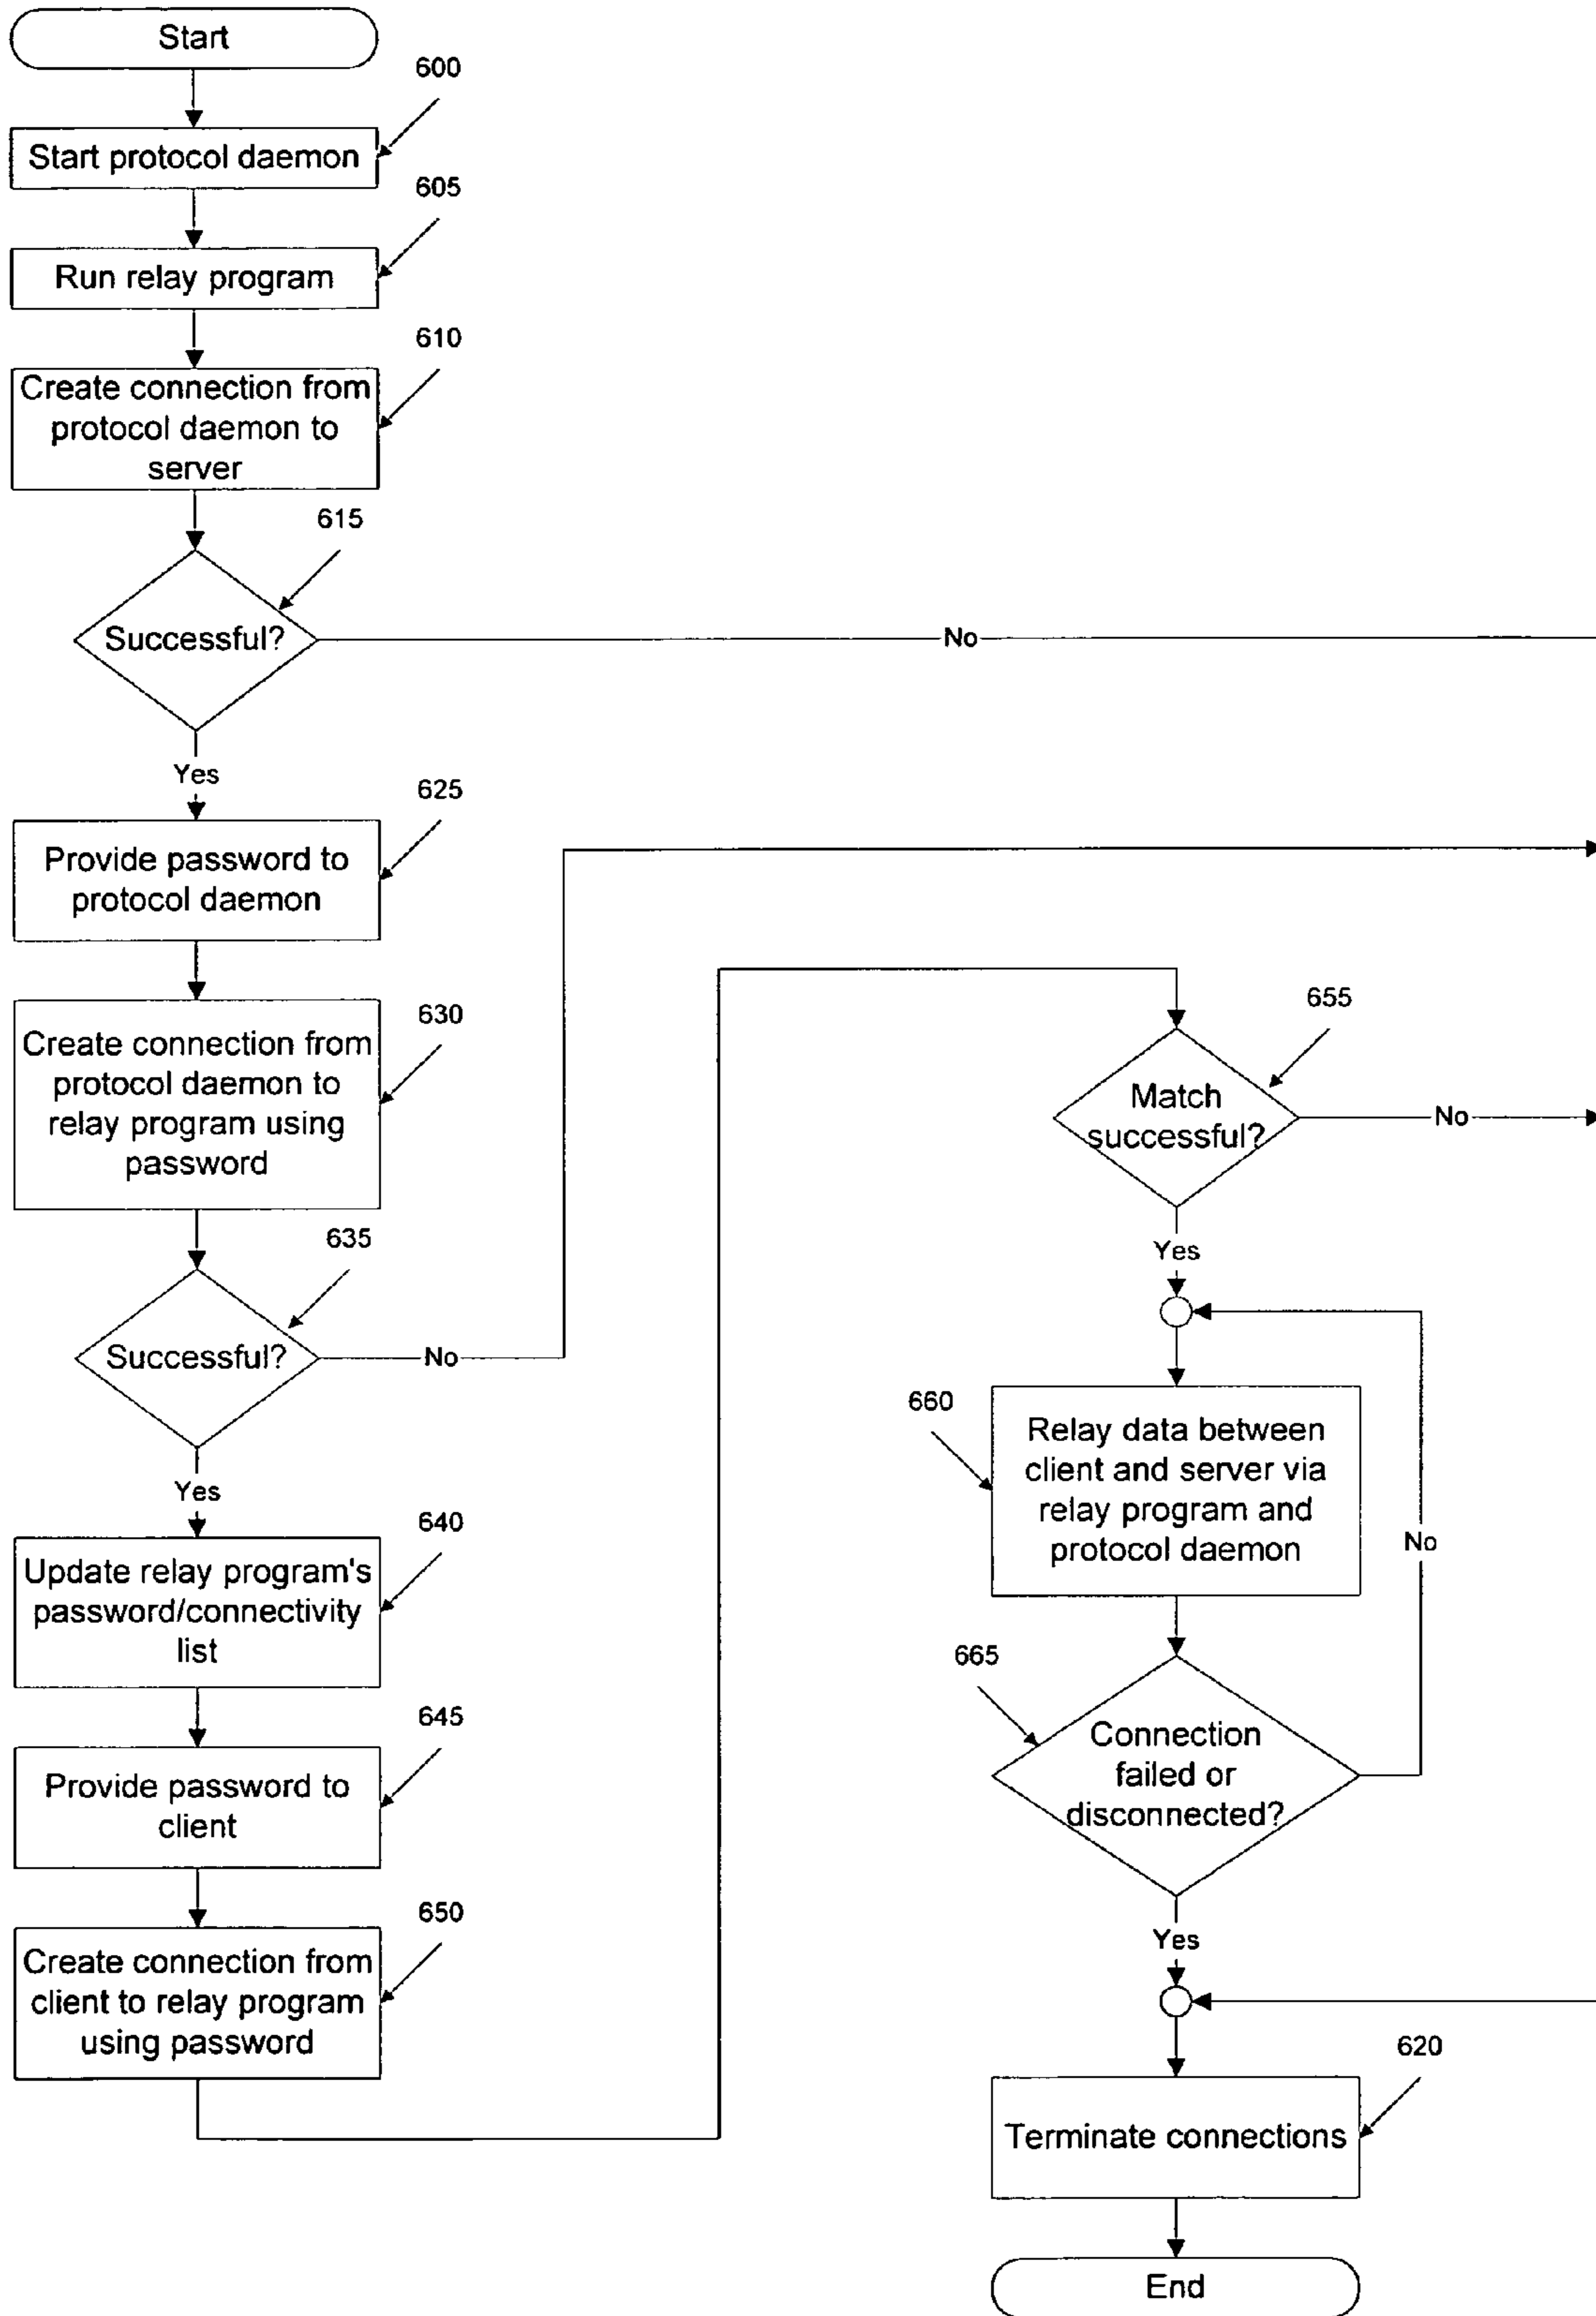 Start
600
Start protocol daemon
605
Run relay program
610
Create connection from
protocol daemon to
server
615
Successful?
No
Yes
625
Provide password to
protocol daemon
630
Create connection from
protocol daemon to
relay program using
password
635
Successful?
No
Yes
640
Update relay program's
password/connectivity
list
645
Provide password to
client
650
Create connection from
client to relay program
using password
655
Match
successful?
No
Yes
660
Relay data between
client and server via
relay program and
protocol daemon
No
665
Connection
failed or
disconnected?
Yes
620
Terminate connections
End